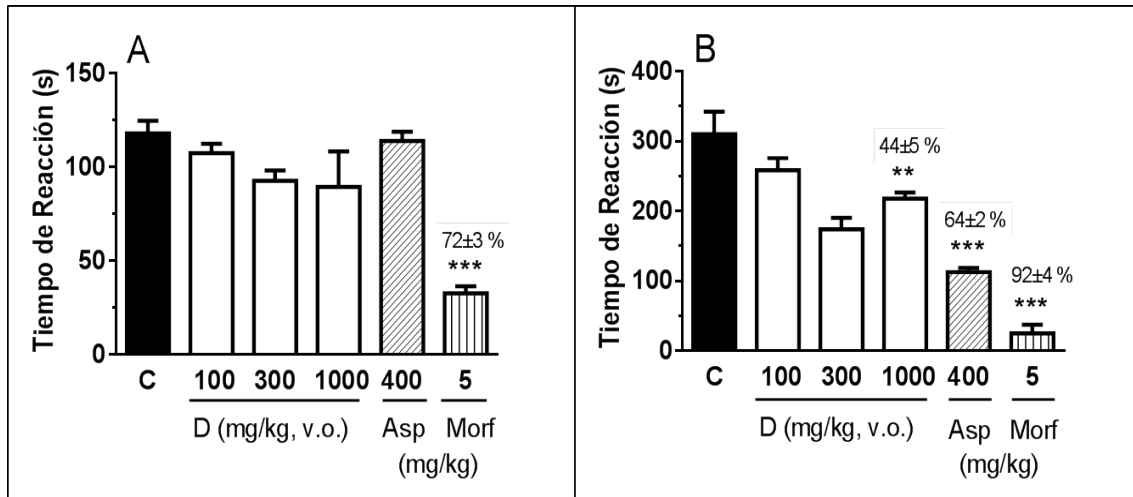 A
Tiempo de Reacción (s)
150
100
50
0
72±3 %
***
C 100 300 1000 400 5
D (mg/kg, v.o.) Asp Morf
(mg/kg)
B
Tiempo de Reacción (s)
400
300
200
100
0
44±5 %
**
64±2 %
***
92±4 %
***
C 100 300 1000 400 5
D (mg/kg, v.o.) Asp Morf
(mg/kg)